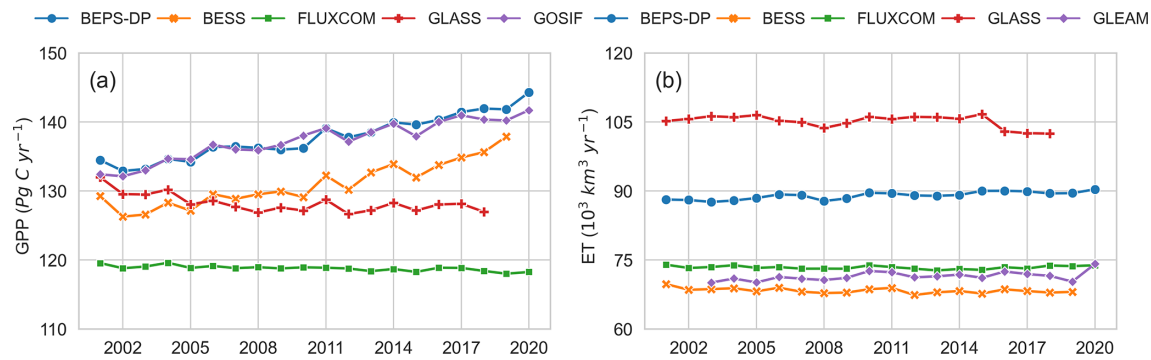 BEPS-DP BESS FLUXCOM GLASS GOSIF
BEPS-DP BESS FLUXCOM GLASS GLEAM
(a)
GPP (Pg C yr⁻¹)
150
140
130
120
110
2002 2005 2008 2011 2014 2017 2020
(b)
ET (10³ km³ yr⁻¹)
120
105
90
75
60
2002 2005 2008 2011 2014 2017 2020